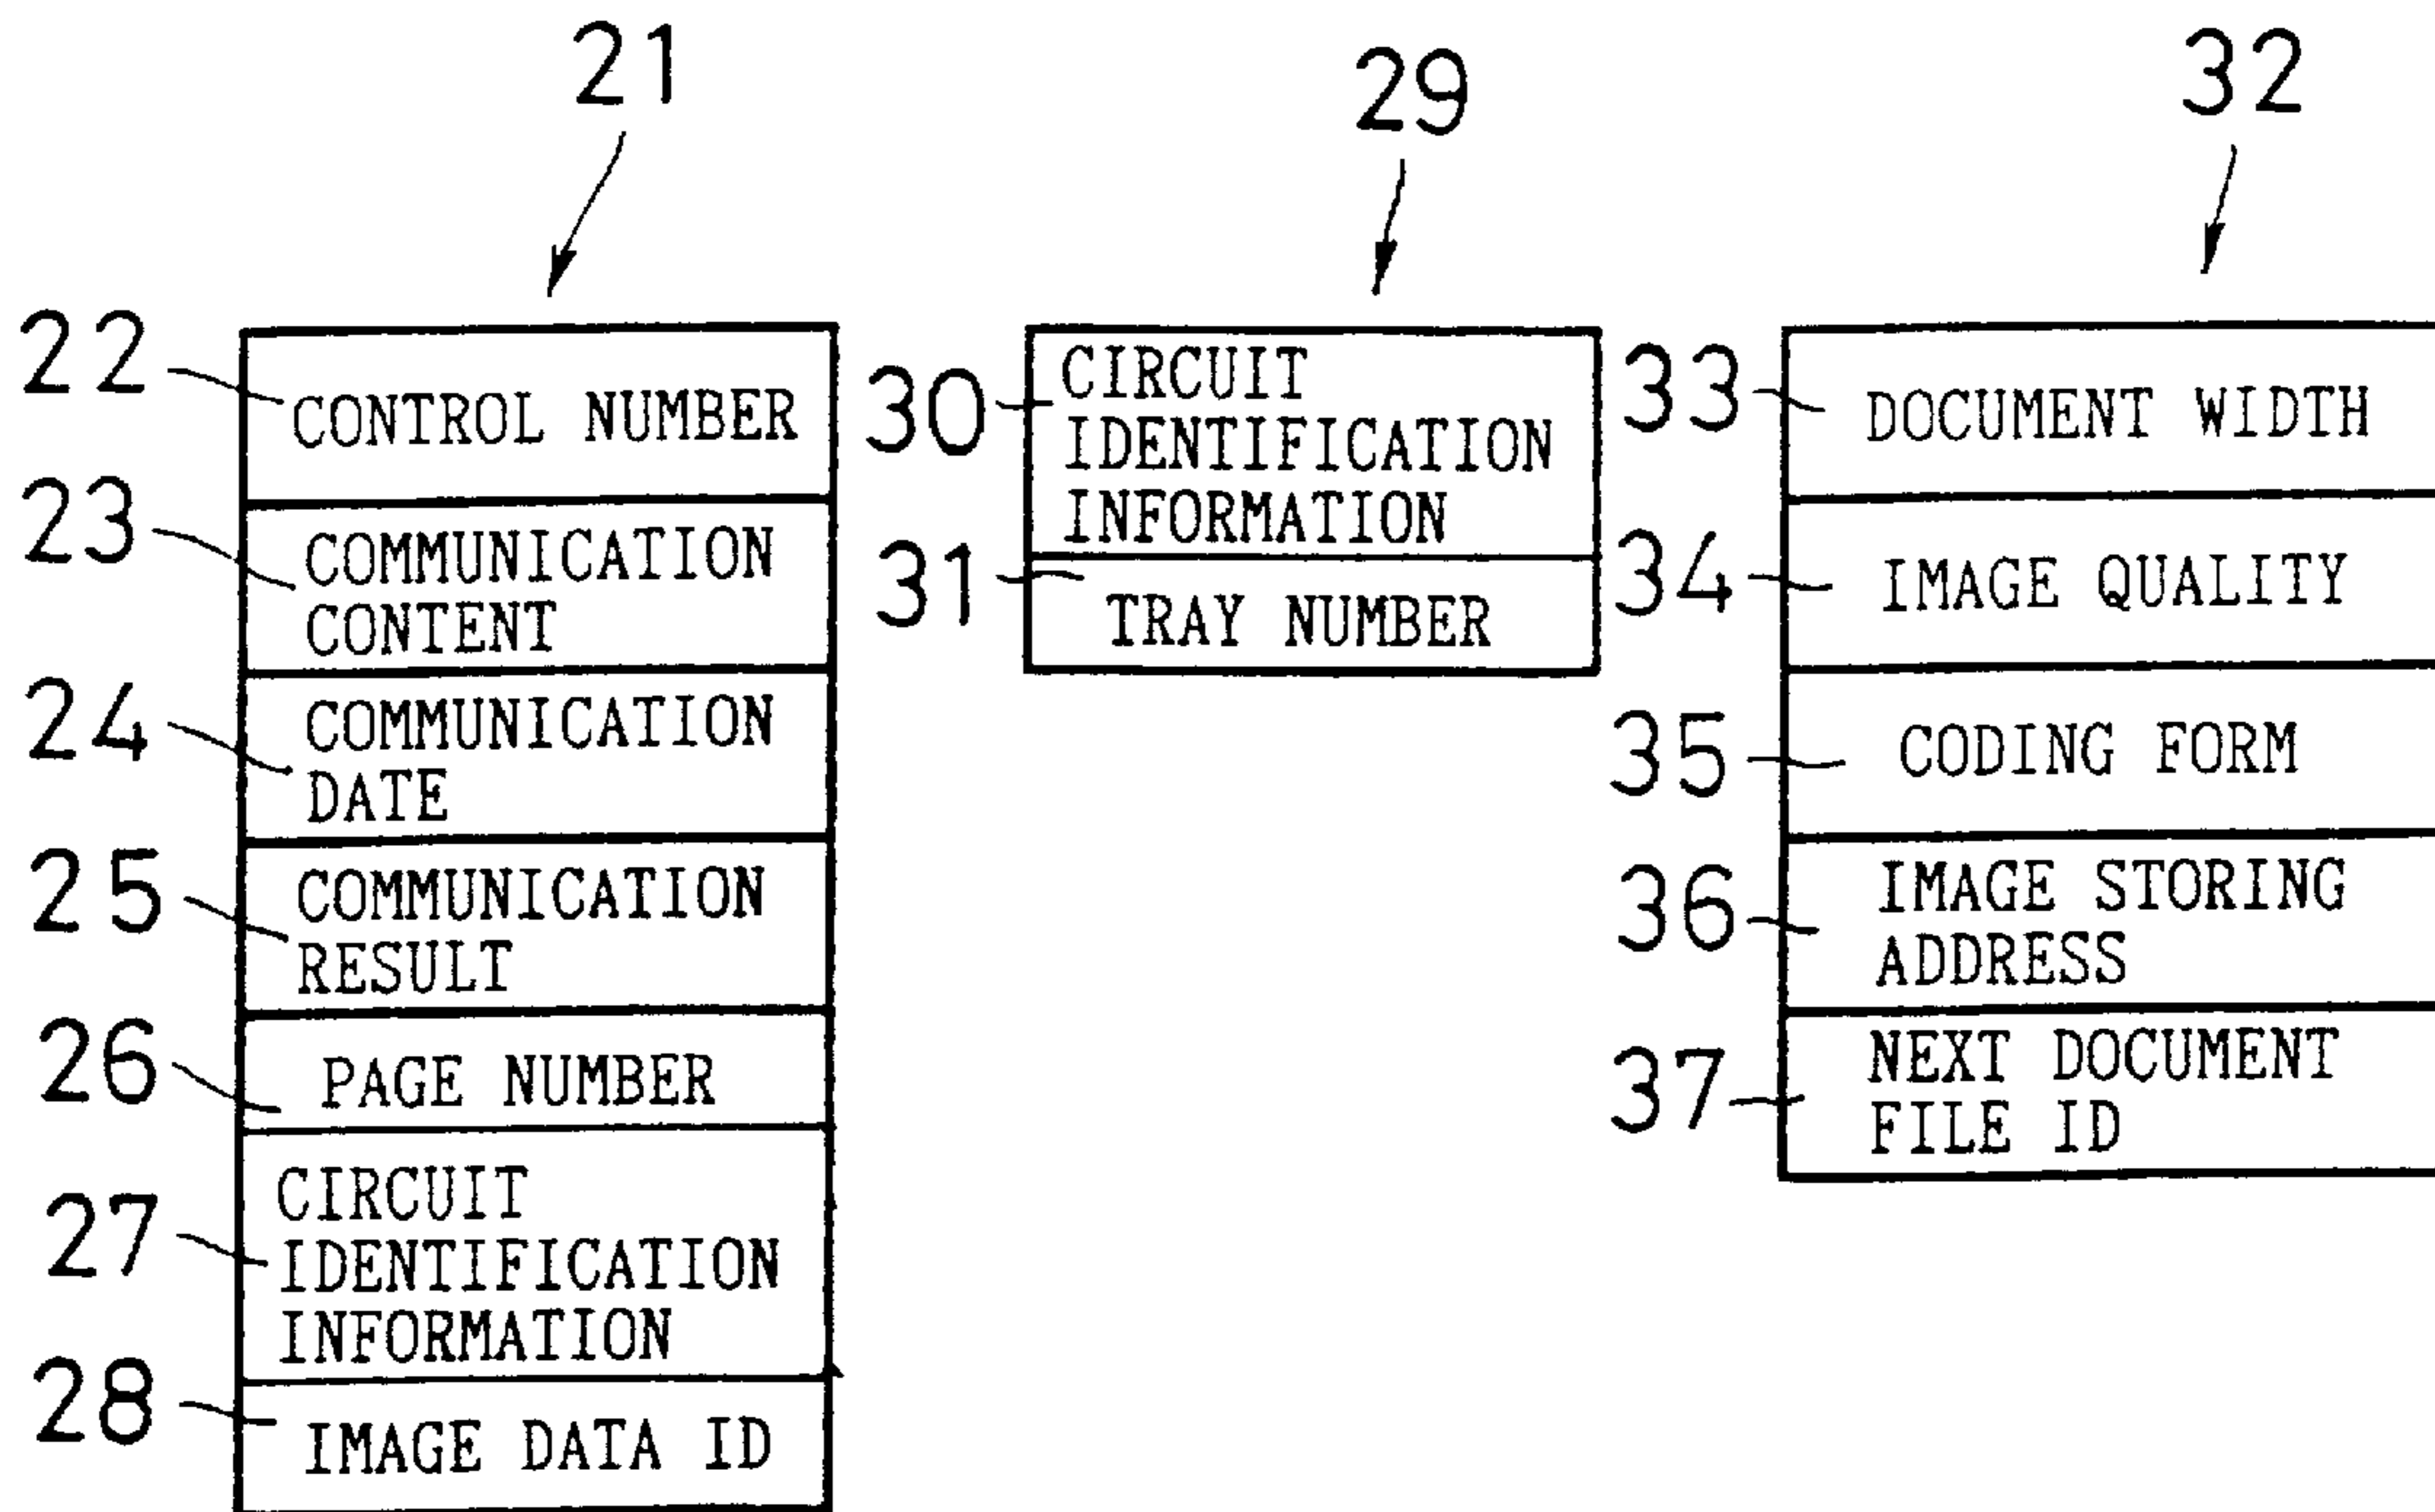 21
22
CONTROL NUMBER
23
COMMUNICATION
CONTENT
24
COMMUNICATION
DATE
25
COMMUNICATION
RESULT
26
PAGE NUMBER
27
CIRCUIT
IDENTIFICATION
INFORMATION
28
IMAGE DATA ID
29
30
CIRCUIT
IDENTIFICATION
INFORMATION
31
TRAY NUMBER
32
33
DOCUMENT WIDTH
34
IMAGE QUALITY
35
CODING FORM
36
IMAGE STORING
ADDRESS
37
NEXT DOCUMENT
FILE ID